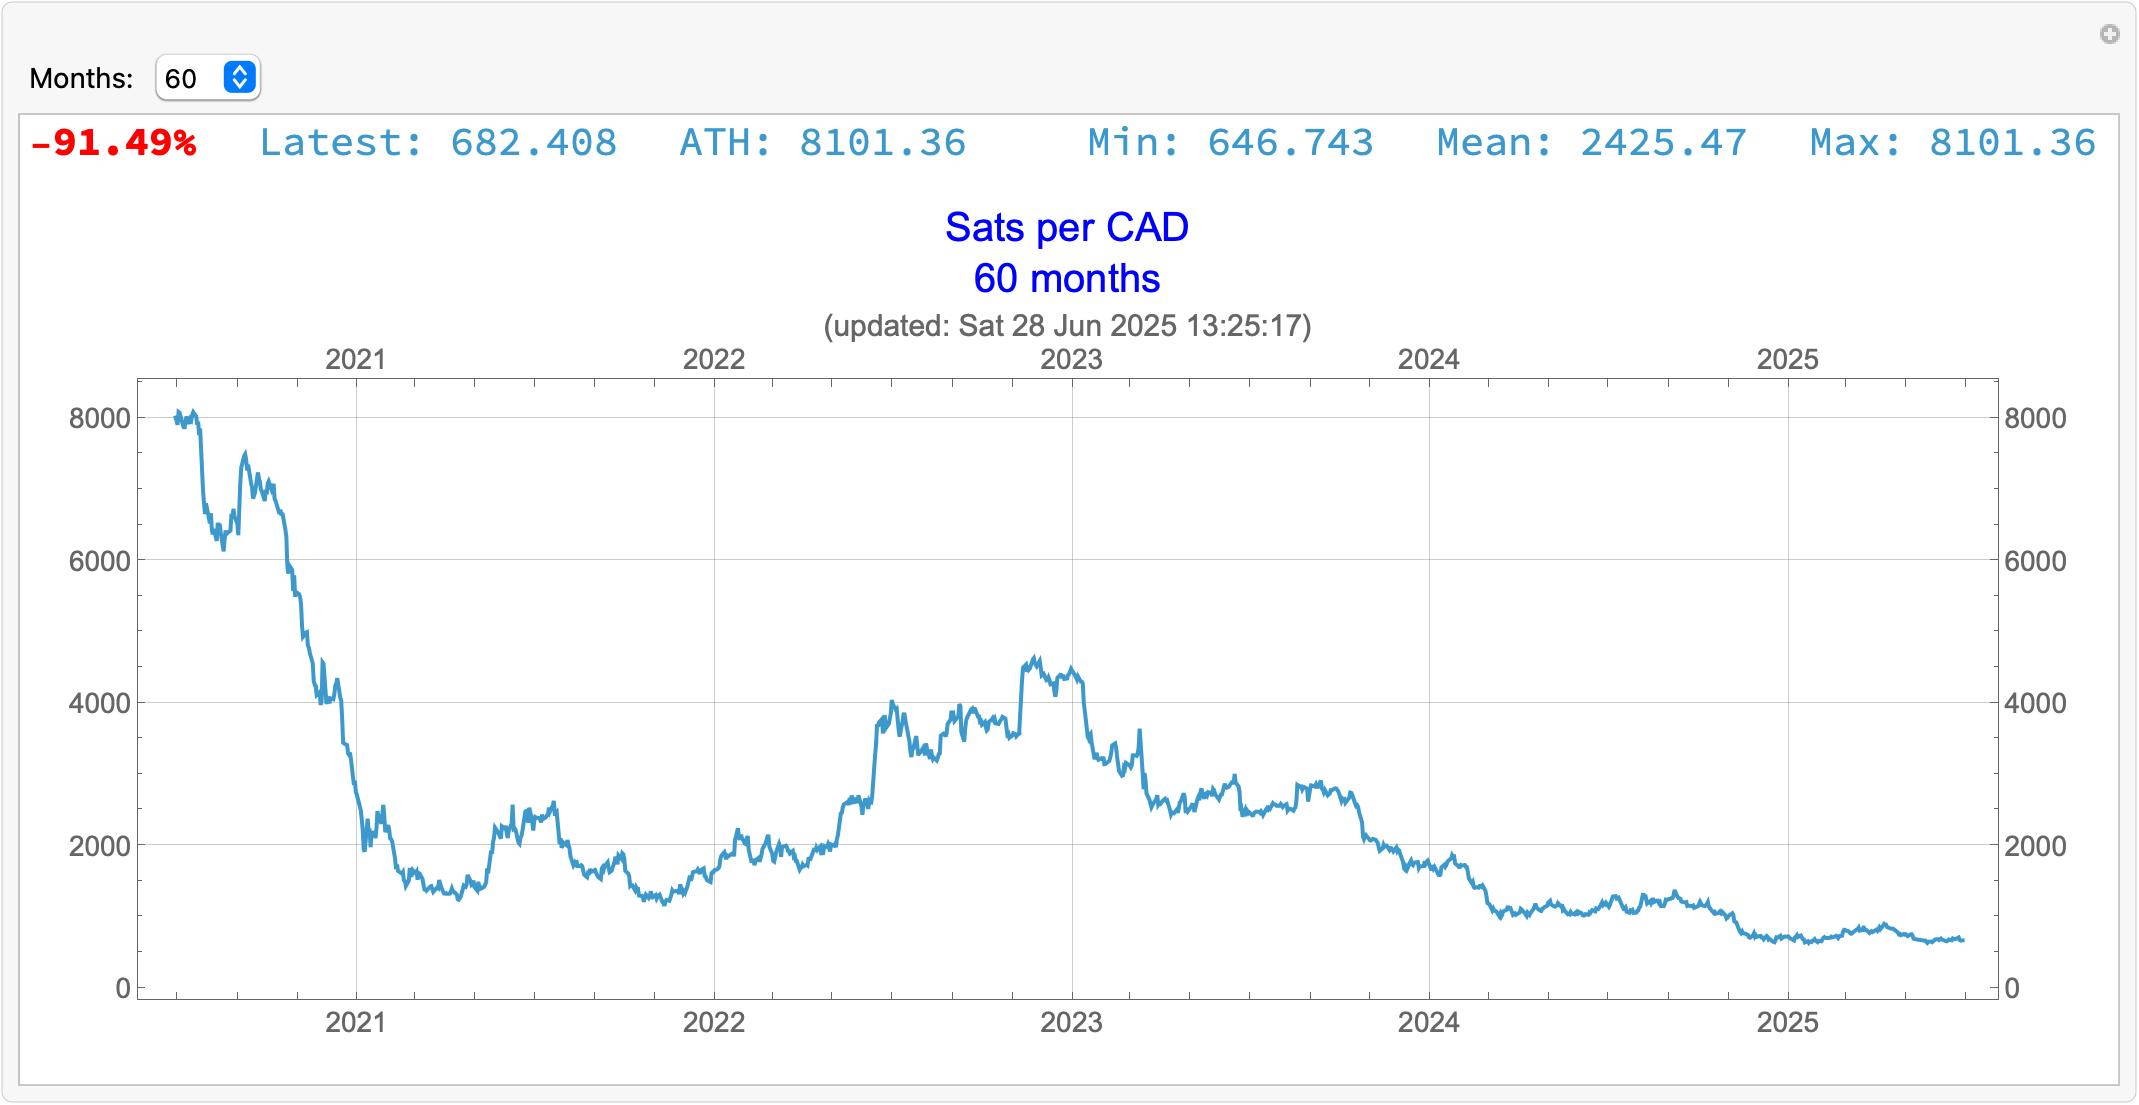 Months: 60
-91.49% Latest: 682.408 ATH: 8101.36 Min: 646.743 Mean: 2425.47 Max: 8101.36
Sats per CAD
60 months
(updated: Sat 28 Jun 2025 13:25:17)
2021 2022 2023 2024 2025
8000 8000
6000 6000
4000 4000
2000 2000
0 0
2021 2022 2023 2024 2025